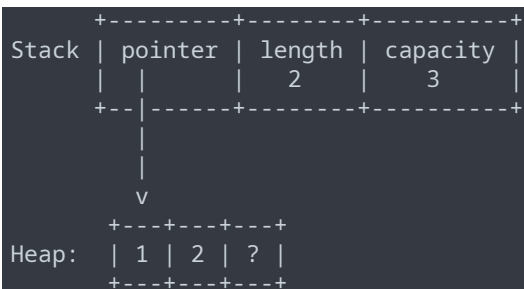 +---------+--------+----------+
Stack | pointer | length | capacity |
      |  |      |   2    |    3     |
      +--|------+--------+----------+
         |
         |
         v
       +---+---+---+
Heap:  | 1 | 2 | ? |
       +---+---+---+